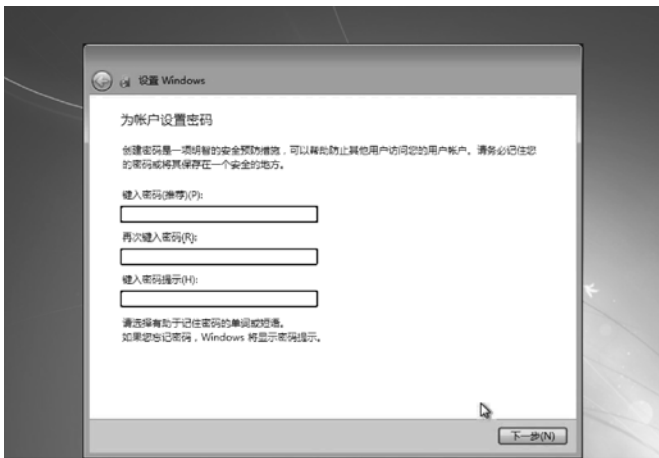 设置 Windows
为帐户设置密码
创建密码是一项明智的安全预防措施，可以帮助防止其他用户访问您的用户帐户。请务必记住您
的密码或将其保存在一个安全的地方。
键入密码(推荐)(P):
再次键入密码(R):
键入密码提示(H):
请选择有助于记住密码的单词或短语。
如果您忘记密码，Windows 将显示密码提示。
下一步(N)